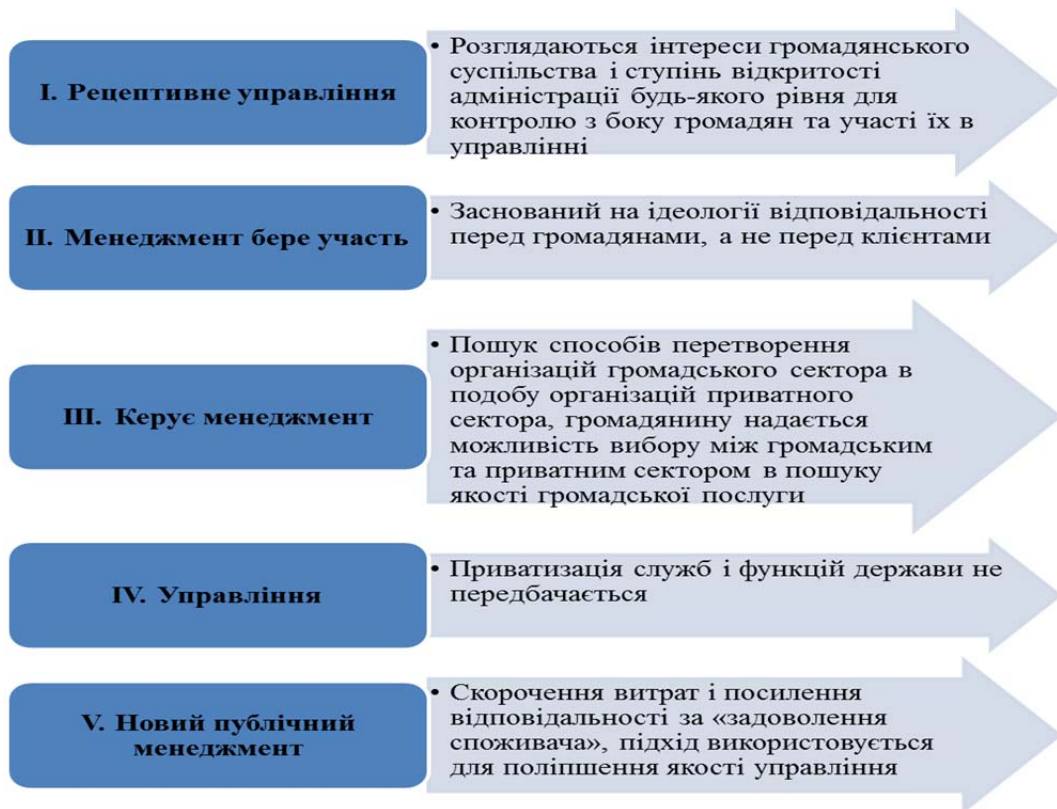 І. Рецептивне управління
• Розглядаються інтереси громадянського
суспільства і ступінь відкритості
адміністрації будь-якого рівня для
контролю з боку громадян та участі їх в
управлінні
ІІ. Менеджмент бере участь
• Заснований на ідеології відповідальності
перед громадянами, а не перед клієнтами
ІІІ. Керує менеджмент
• Пошук способів перетворення
організацій громадського сектора в
подобу організацій приватного
сектора, громадянину надається
можливість вибору між громадським
та приватним сектором в пошуку
якості громадської послуги
IV. Управління
• Приватизація служб і функцій держави не
передбачається
V. Новий публічний
менеджмент
• Скорочення витрат і посилення
відповідальності за «задоволення
споживача», підхід використовується
для поліпшення якості управління